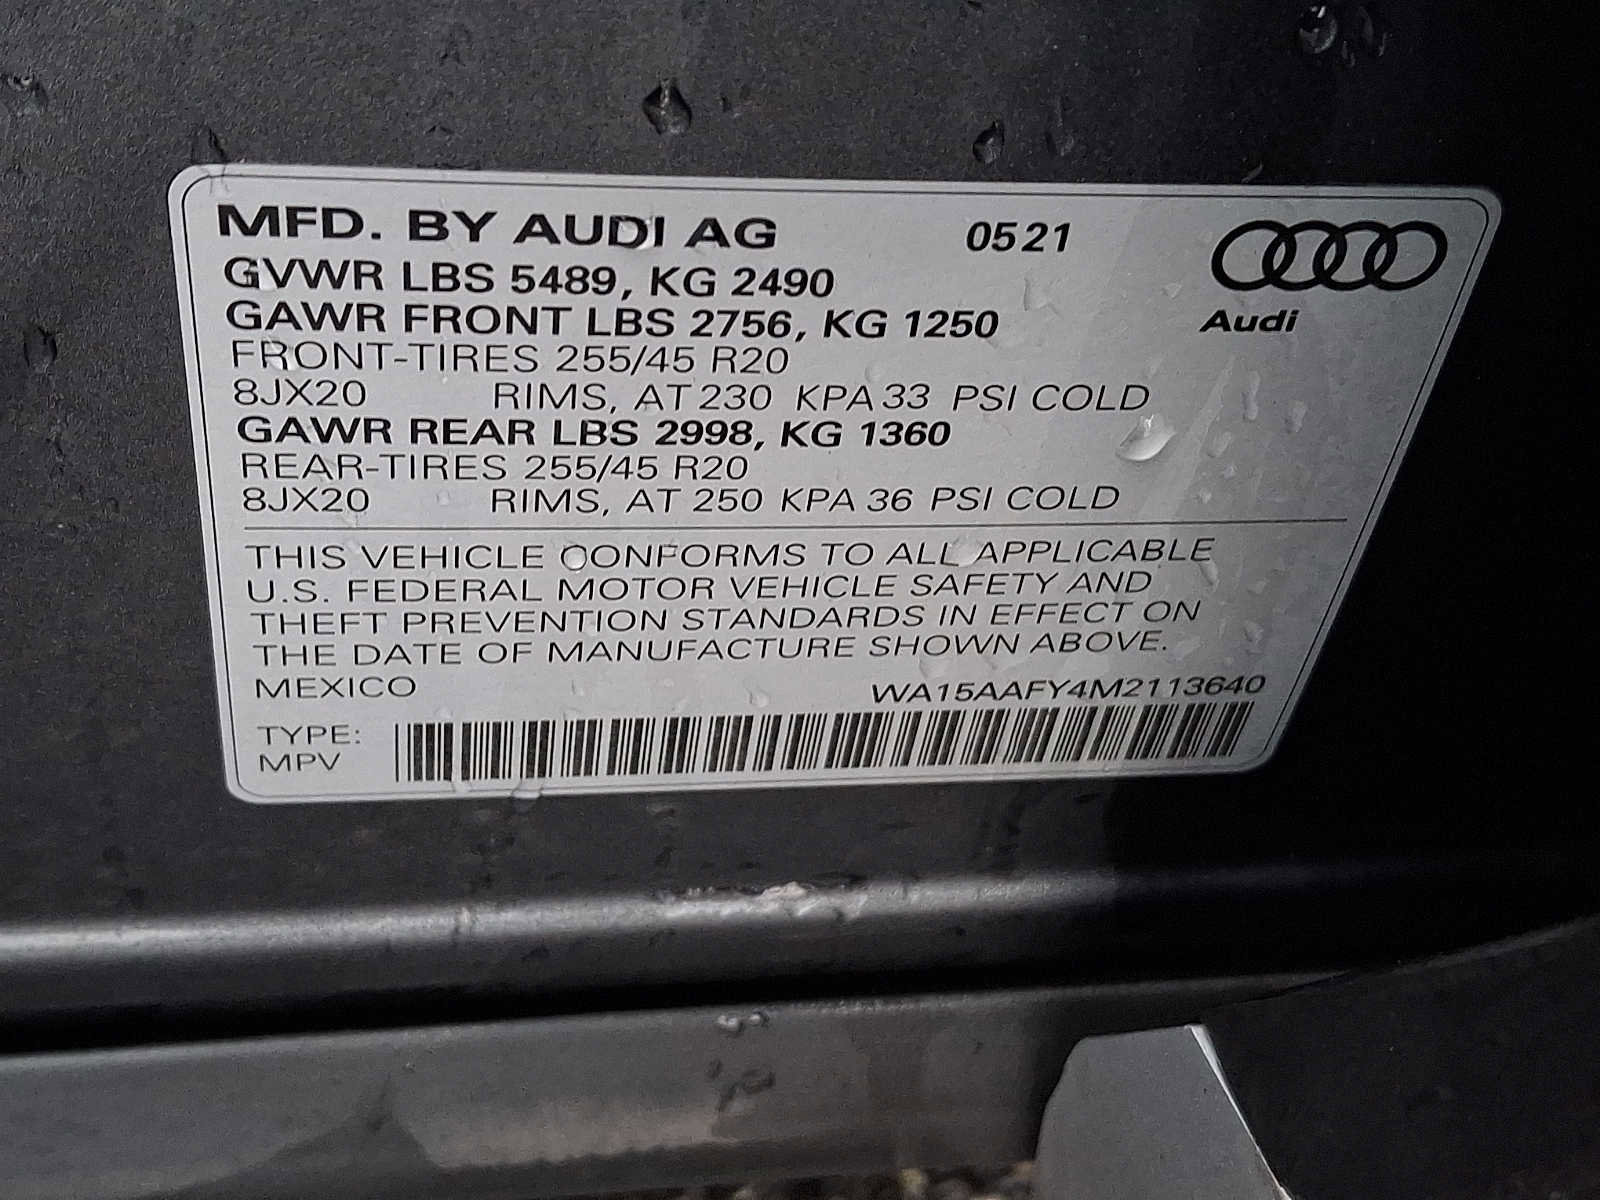 MFD. BY AUDI AG 0521
GVWR LBS 5489, KG 2490
GAWR FRONT LBS 2756, KG 1250
Audi
FRONT-TIRES 255/45 R20
8JX20 RIMS, AT 230 KPA 33 PSI COLD
GAWR REAR LBS 2998, KG 1360
REAR-TIRES 255/45 R20
8JX20 RIMS, AT 250 KPA 36 PSI COLD
THIS VEHICLE CONFORMS TO ALL APPLICABLE
U.S. FEDERAL MOTOR VEHICLE SAFETY AND
THEFT PREVENTION STANDARDS IN EFFECT ON
THE DATE OF MANUFACTURE SHOWN ABOVE.
MEXICO WA15AAFY4M2113640
TYPE:
MPV